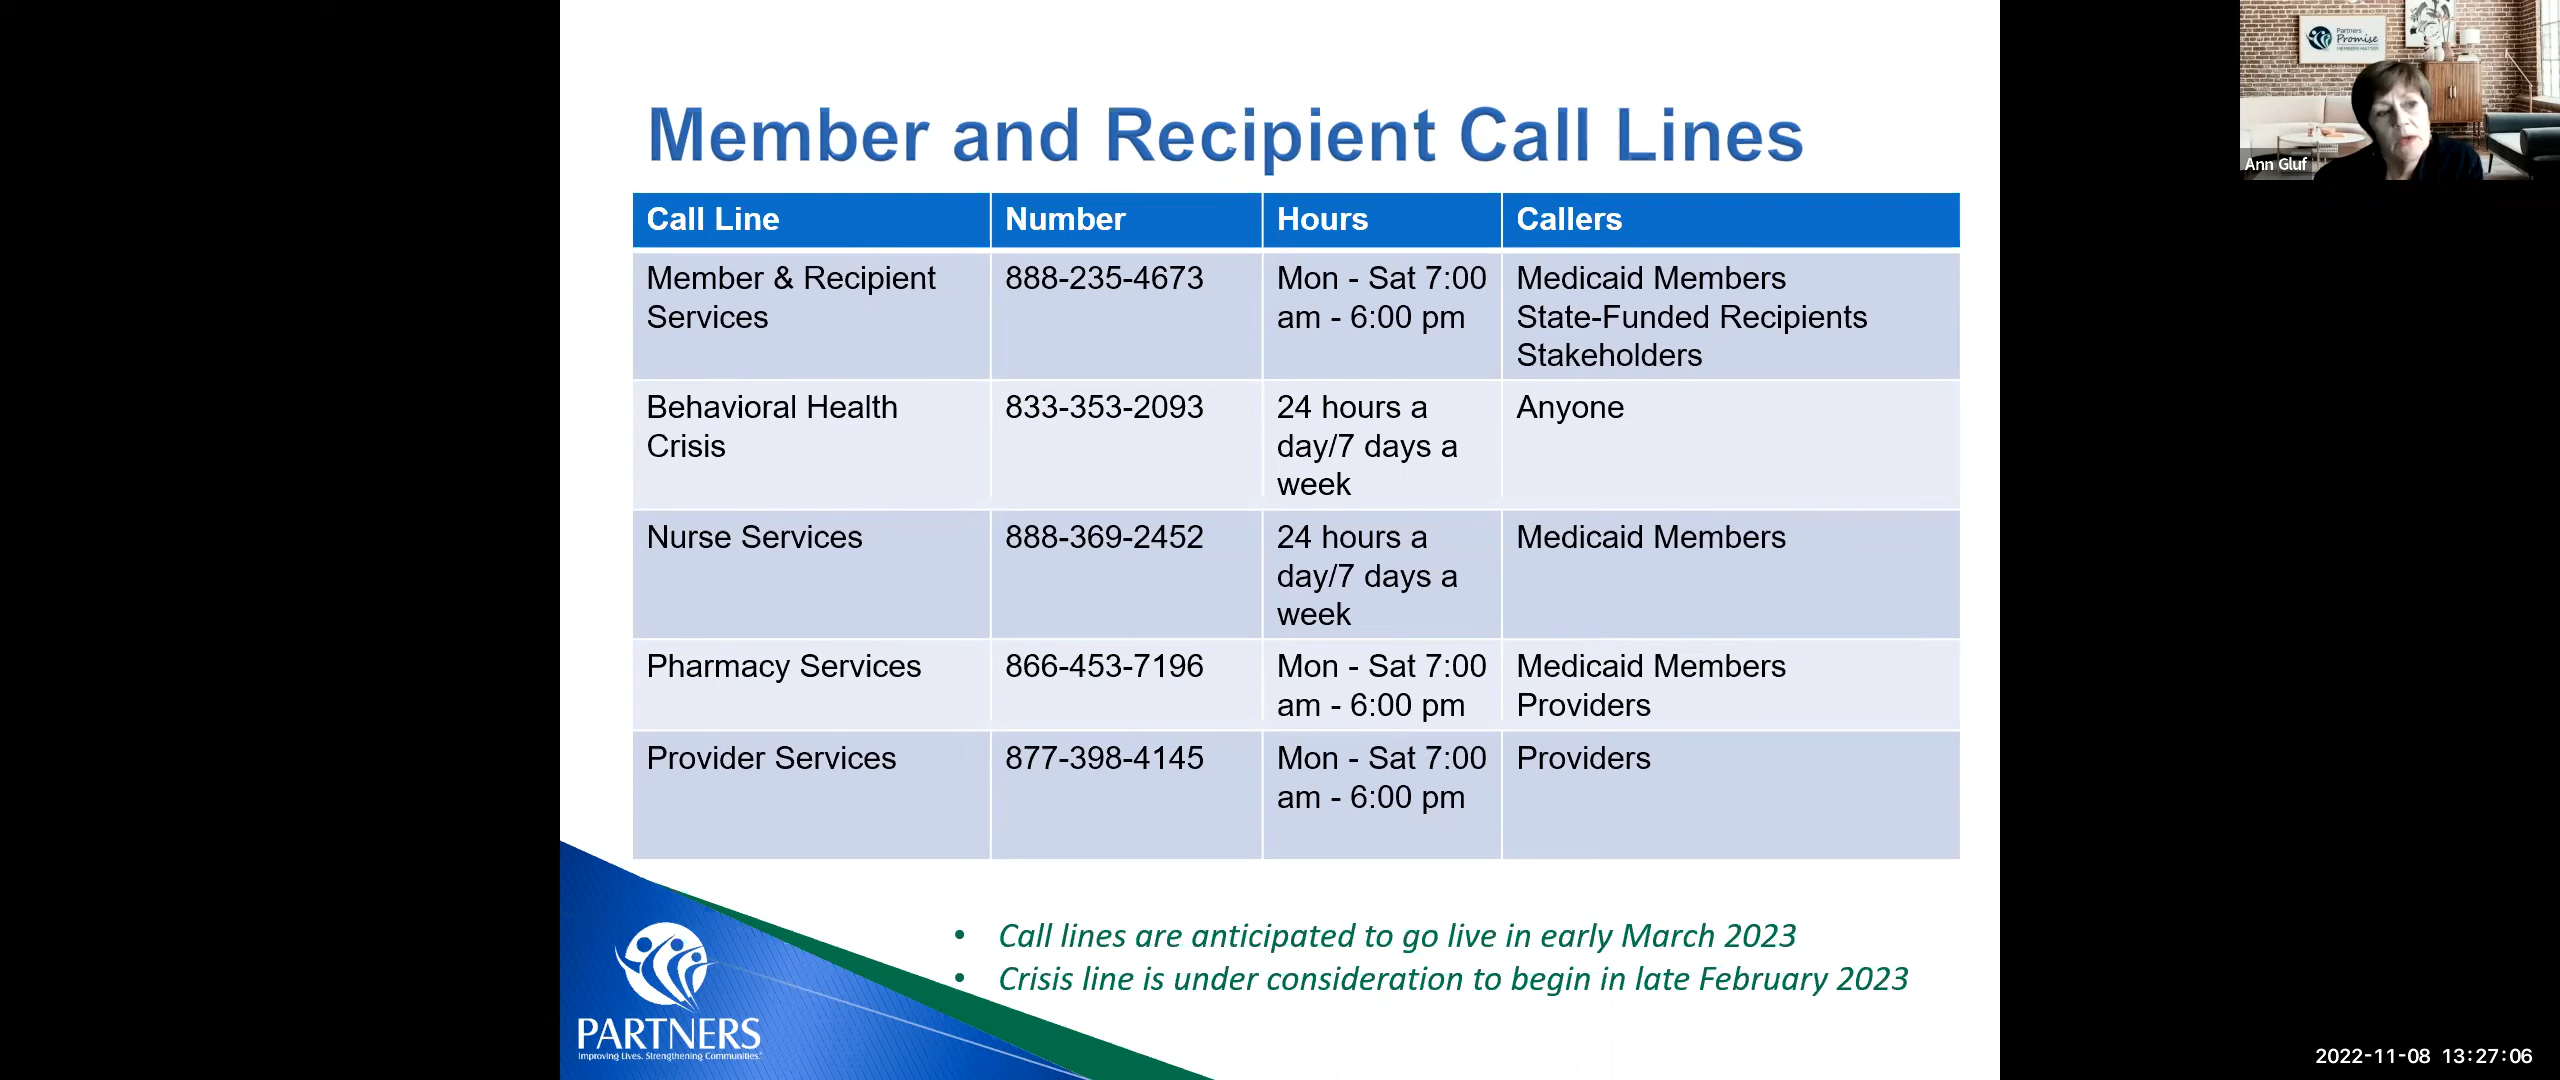 Member and Recipient Call Lines
Call Line Number Hours Callers
Member & Recipient 888-235-4673 Mon - Sat 7:00 Medicaid Members
Services am - 6:00 pm State-Funded Recipients
Stakeholders
Behavioral Health 833-353-2093 24 hours a Anyone
Crisis day/7 days a
week
Nurse Services 888-369-2452 24 hours a Medicaid Members
day/7 days a
week
Pharmacy Services 866-453-7196 Mon - Sat 7:00 Medicaid Members
am - 6:00 pm Providers
Provider Services 877-398-4145 Mon - Sat 7:00 Providers
am - 6:00 pm
• Call lines are anticipated to go live in early March 2023
• Crisis line is under consideration to begin in late February 2023
PARTNERS
Improving Lives. Strengthening Communities.
Partners
Promise
MEMBERS MATTER
Ann Gluf
2022-11-08 13:27:06